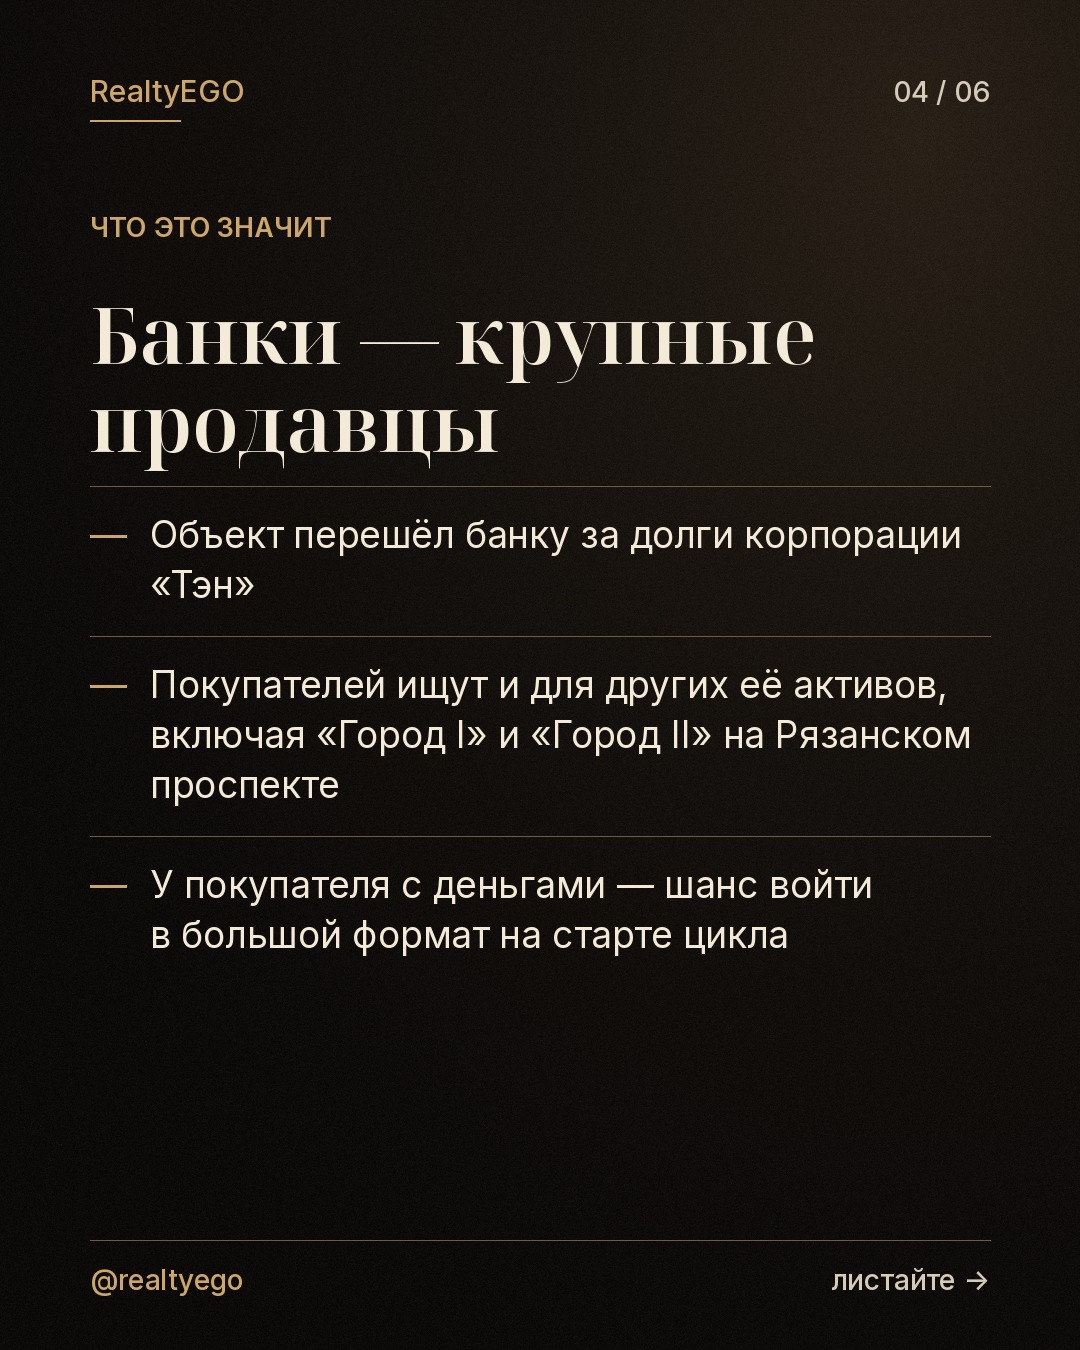 RealtyEGO
04 / 06
ЧТО ЭТО ЗНАЧИТ
Банки — крупные
продавцы
— Объект перешёл банку за долги корпорации
«Тэн»
— Покупателей ищут и для других её активов,
включая «Город I» и «Город II» на Рязанском
проспекте
— У покупателя с деньгами — шанс войти
в большой формат на старте цикла
@realtyego
листайте →